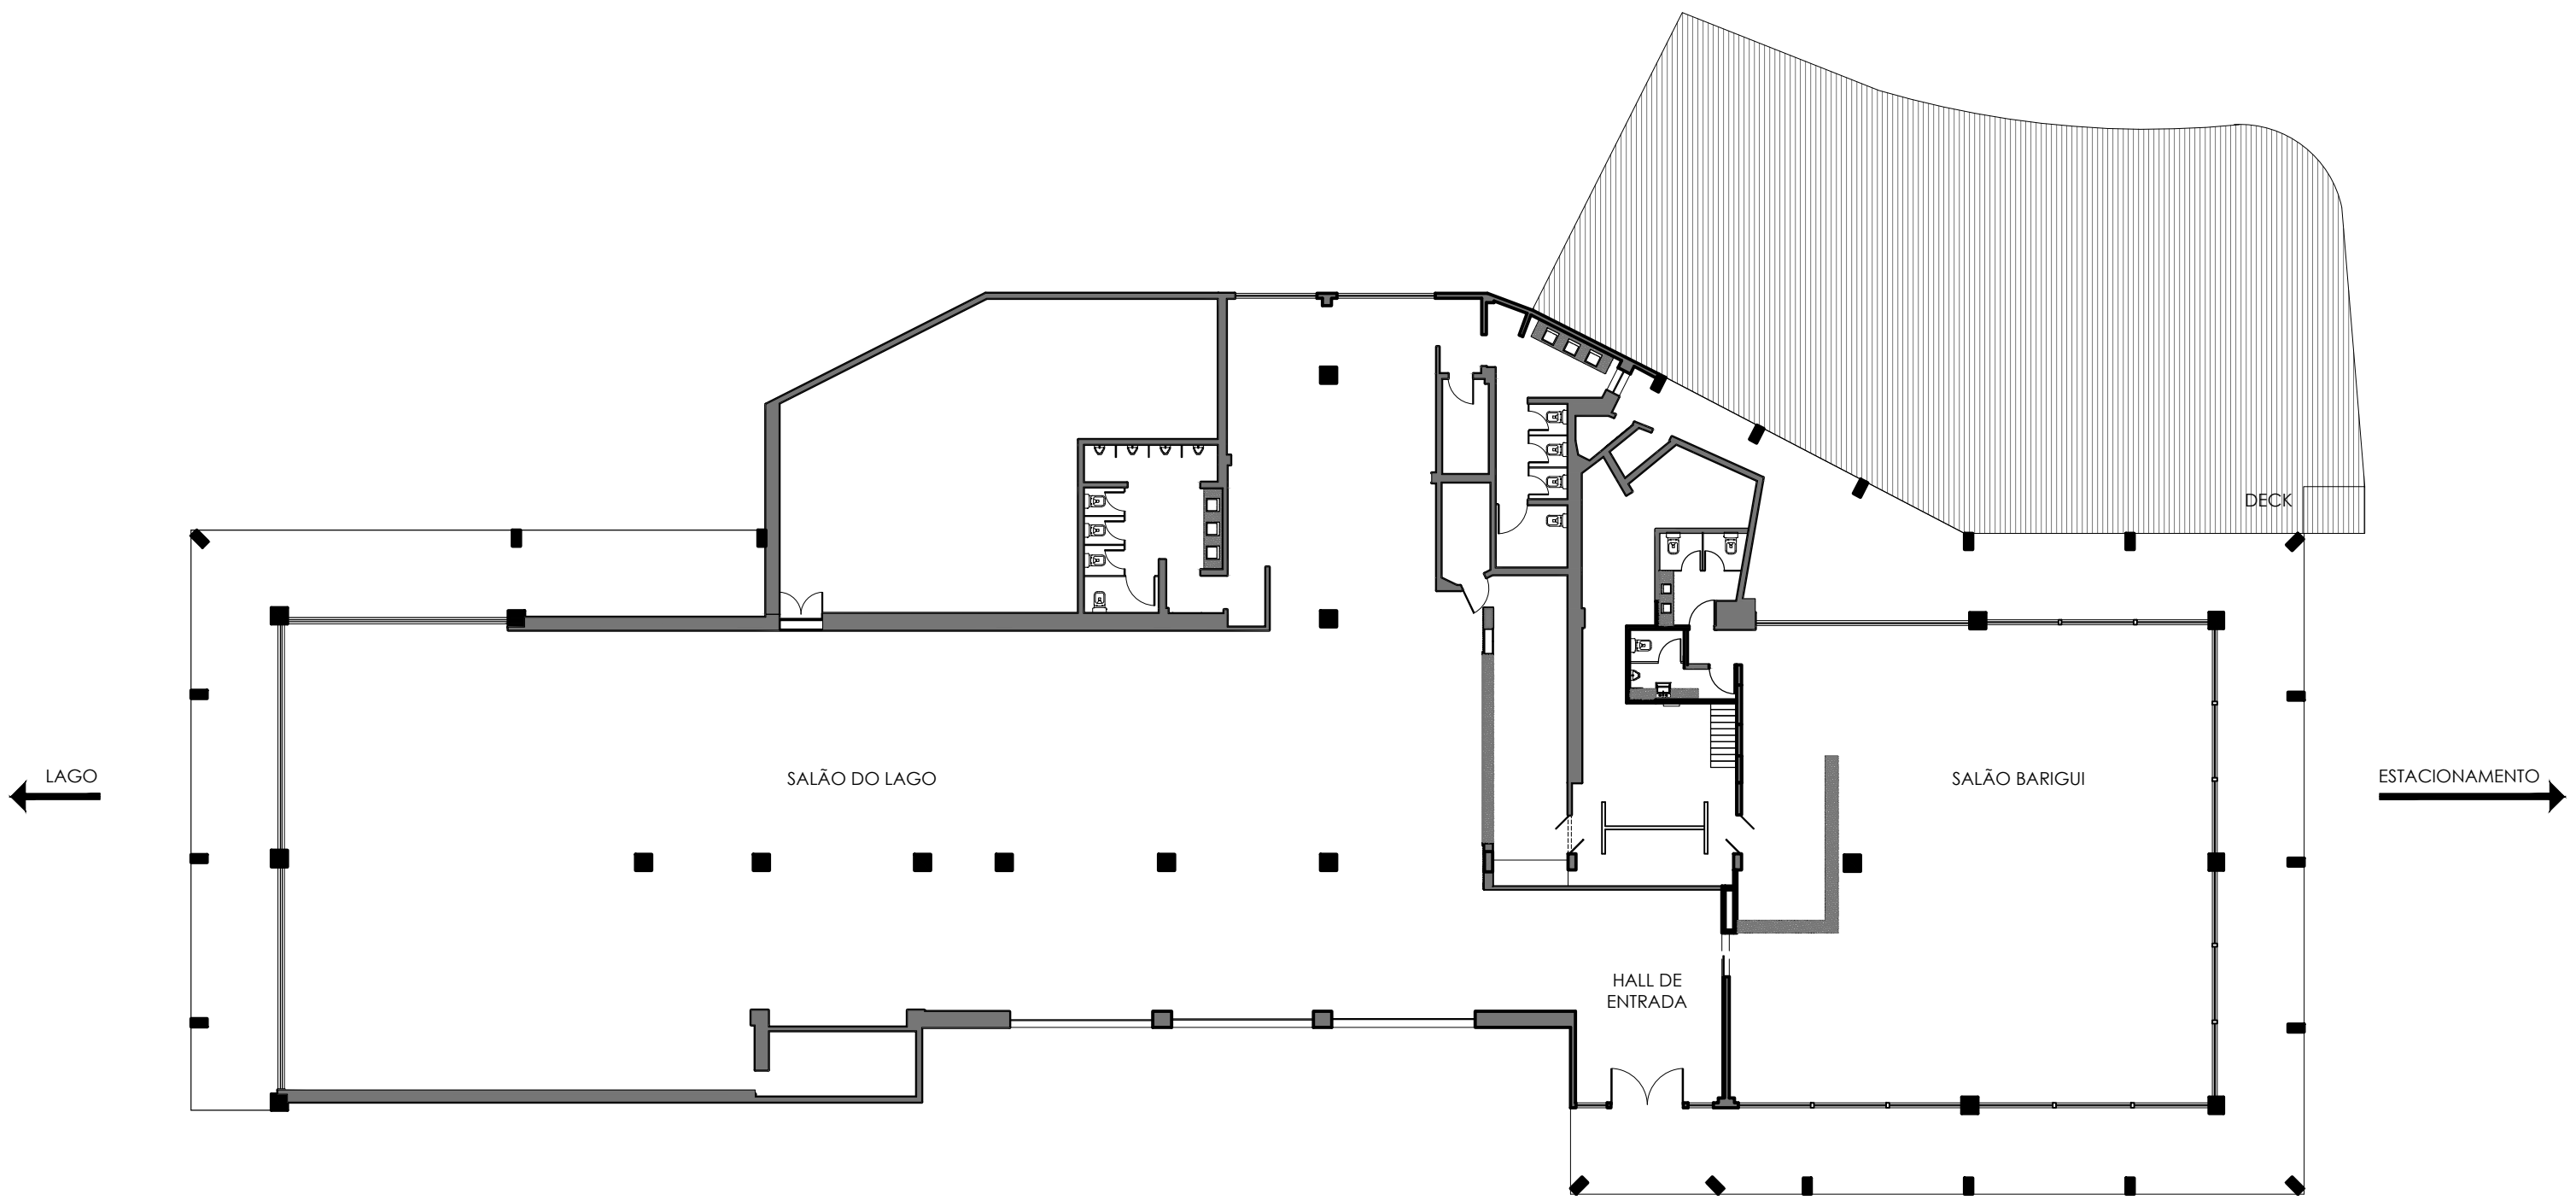 DECK
LAGO
SALÃO DO LAGO
SALÃO BARIGUI
ESTACIONAMENTO
HALL DE
ENTRADA